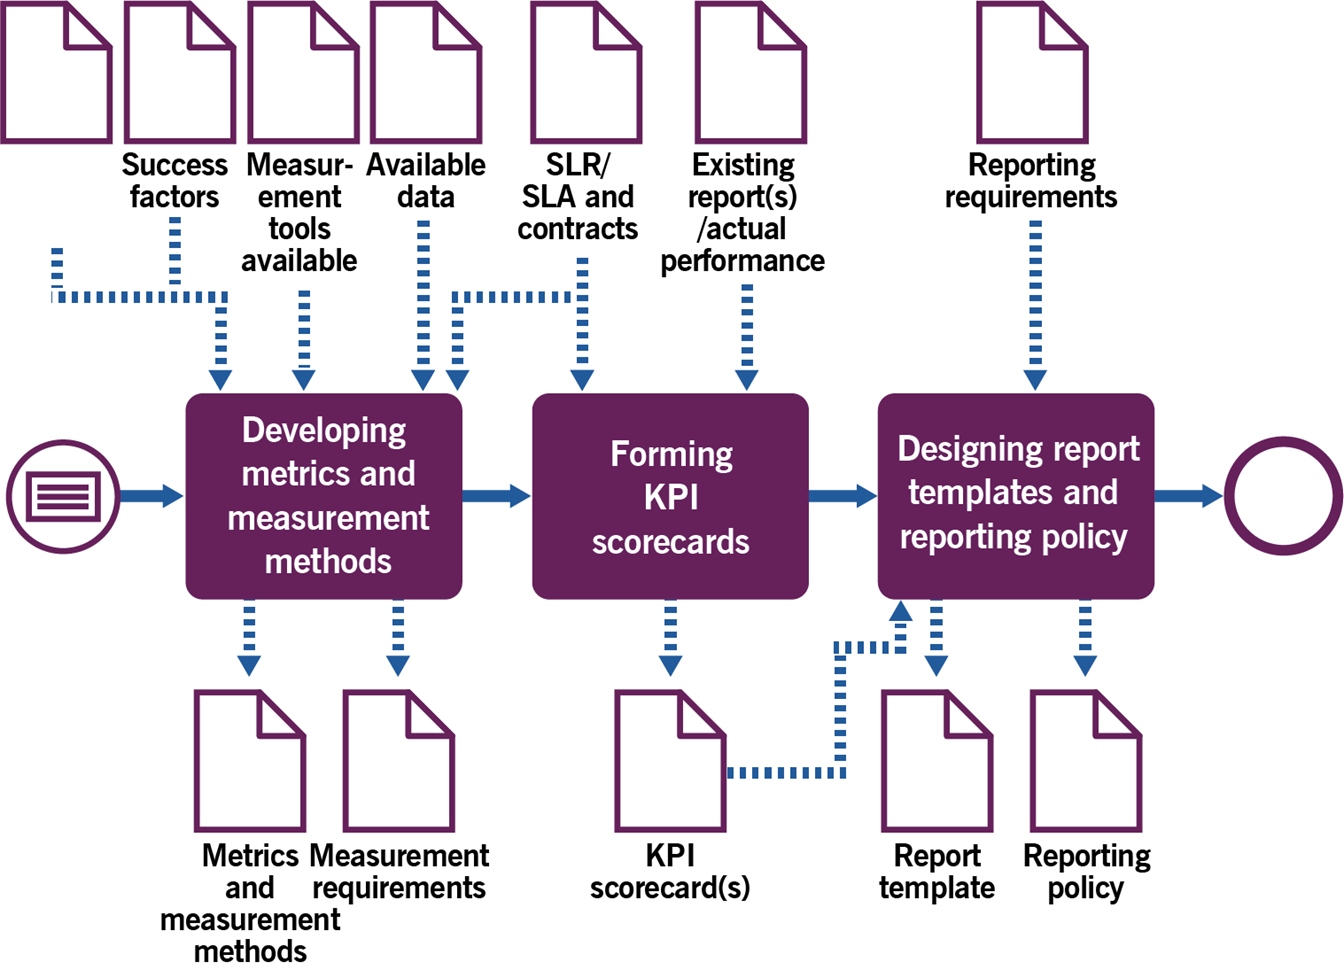 Success
factors
Measur-
ement
tools
available
Available
data
SLR/
SLA and
contracts
Existing
report(s)
/actual
performance
Reporting
requirements
Developing
metrics and
measurement
methods
Forming
KPI
scorecards
Designing report
templates and
reporting policy
Metrics
and
measurement
methods
Measurement
requirements
KPI
scorecard(s)
Report
template
Reporting
policy